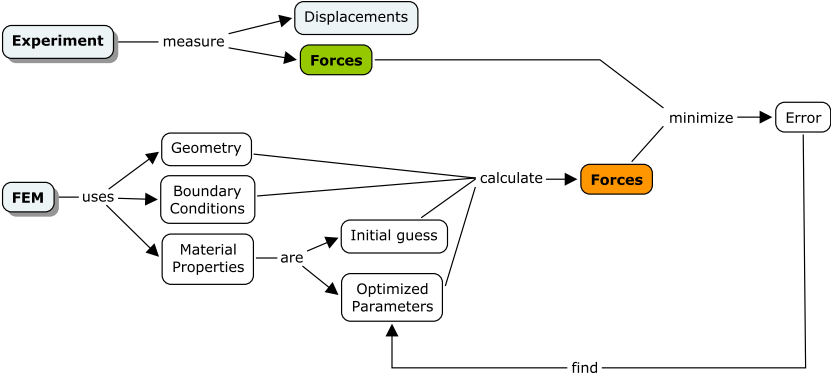 Displacements
Experiment
measure
Forces
minimize
Error
Geometry
calculate
Forces
FEM
uses
Boundary
Conditions
Initial guess
Material
Properties
are
Optimized
Parameters
find